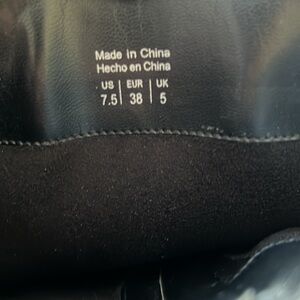 Made in China
Hecho en China
US | EUR | UK
7.5 | 38 | 5